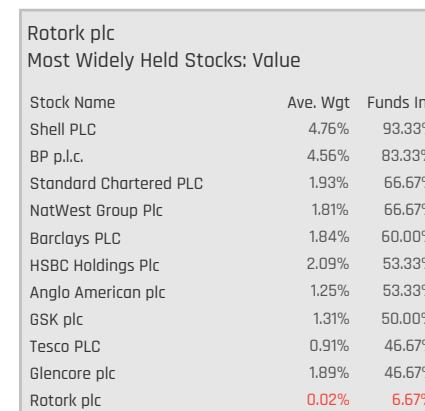 Rotork plc
Most Widely Held Stocks: Value
Stock Name Ave. Wgt Funds In
Shell PLC 4.76% 93.33%
BP p.l.c. 4.56% 83.33%
Standard Chartered PLC 1.93% 66.67%
NatWest Group Plc 1.81% 66.67%
Barclays PLC 1.84% 60.00%
HSBC Holdings Plc 2.09% 53.33%
Anglo American plc 1.25% 53.33%
GSK plc 1.31% 50.00%
Tesco PLC 0.91% 46.67%
Glencore plc 1.89% 46.67%
Rotork plc 0.02% 6.67%